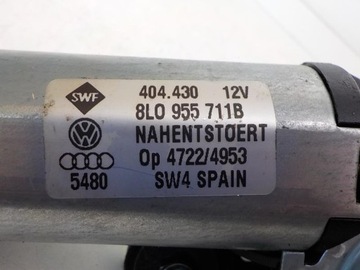 SWF 404.430 12V
8L0 955 711B
NAHENTSTOERT
Op 4722/4953
5480 SW4 SPAIN